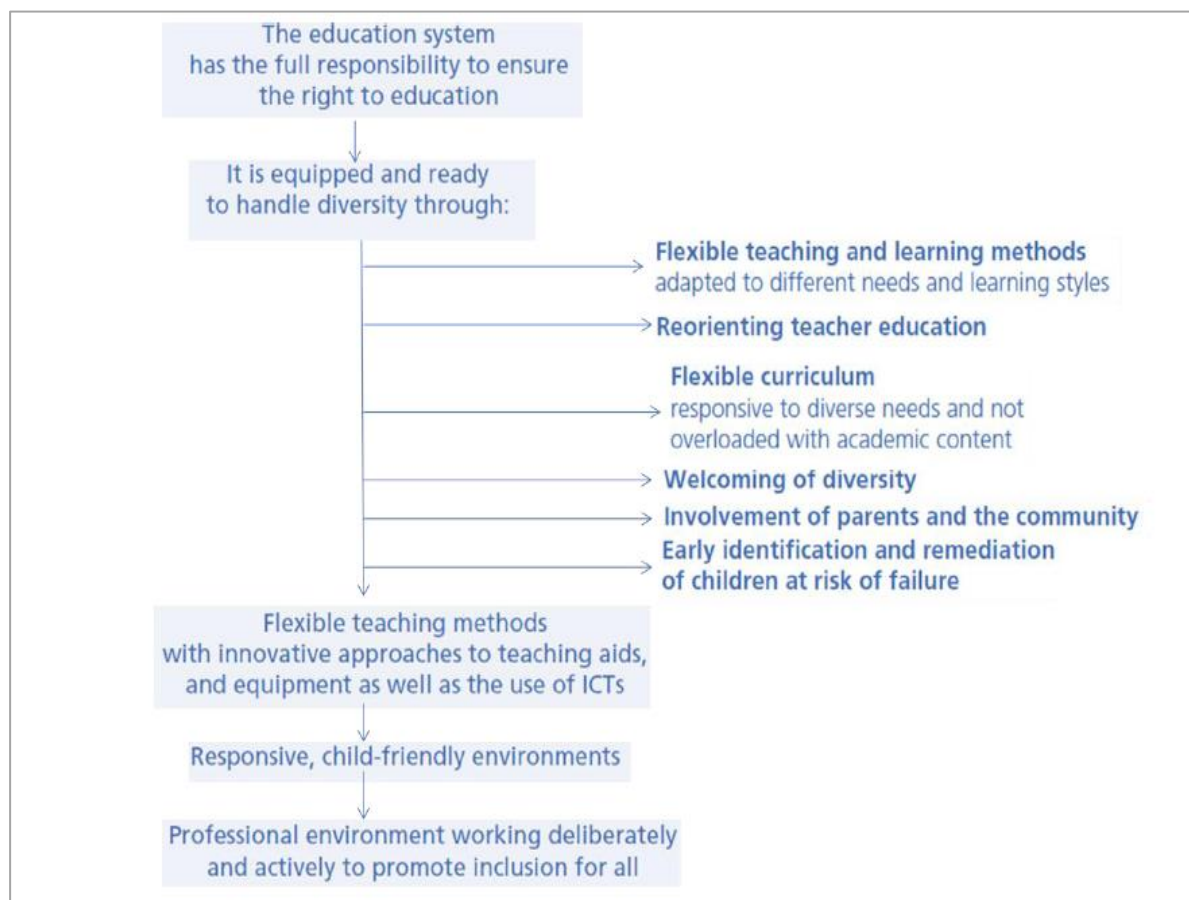 The education system
has the full responsibility to ensure
the right to education
It is equipped and ready
to handle diversity through:
Flexible teaching and learning methods
adapted to different needs and learning styles
Reorienting teacher education
Flexible curriculum
responsive to diverse needs and not
overloaded with academic content
Welcoming of diversity
Involvement of parents and the community
Early identification and remediation
of children at risk of failure
Flexible teaching methods
with innovative approaches to teaching aids,
and equipment as well as the use of ICTs
Responsive, child-friendly environments
Professional environment working deliberately
and actively to promote inclusion for all